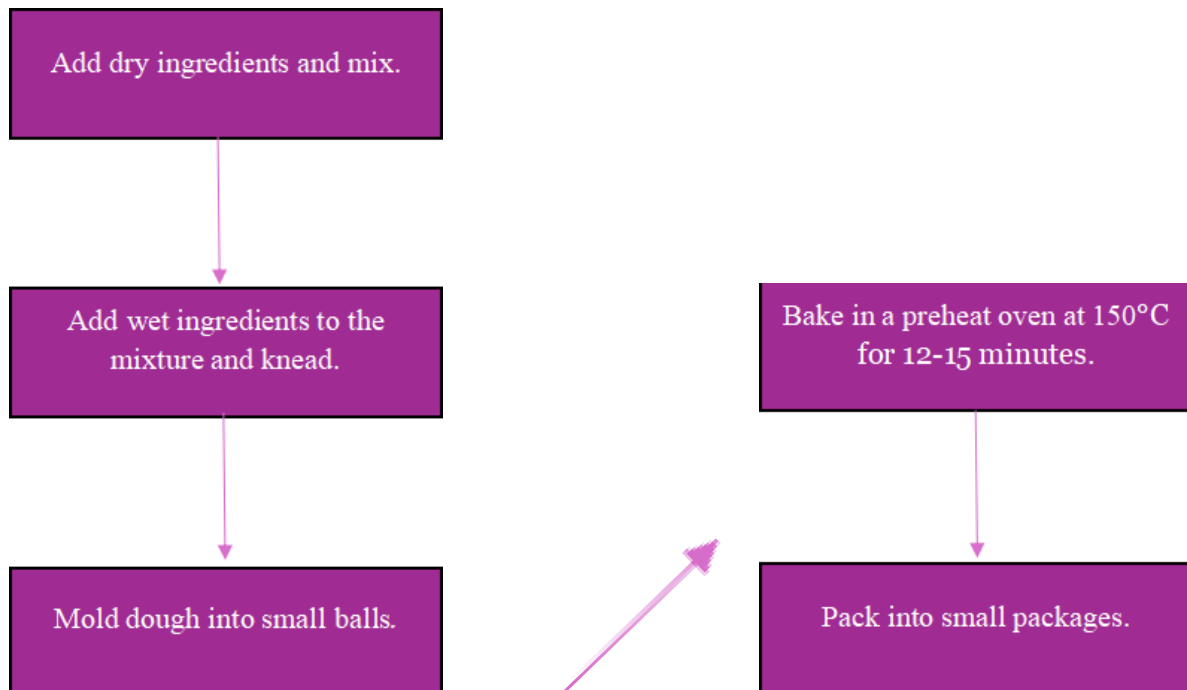 Add dry ingredients and mix.
Add wet ingredients to the
mixture and knead.
Mold dough into small balls.
Bake in a preheat oven at 150°C
for 12-15 minutes.
Pack into small packages.